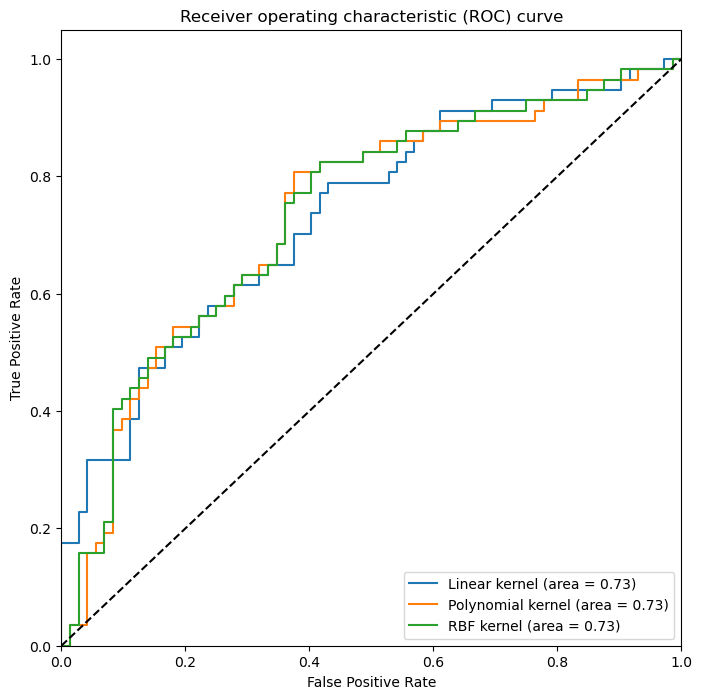 Receiver operating characteristic (ROC) curve
1.0
0.8
0.6
0.4
0.2
0.0
True Positive Rate
Linear kernel (area = 0.73)
Polynomial kernel (area = 0.73)
RBF kernel (area = 0.73)
0.0 0.2 0.4 0.6 0.8 1.0
False Positive Rate